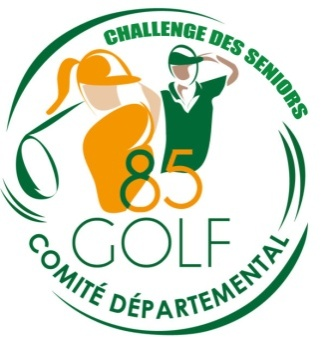 CHALLENGE DES SENIORS
85
GOLF
COMITÉ DÉPARTEMENTAL